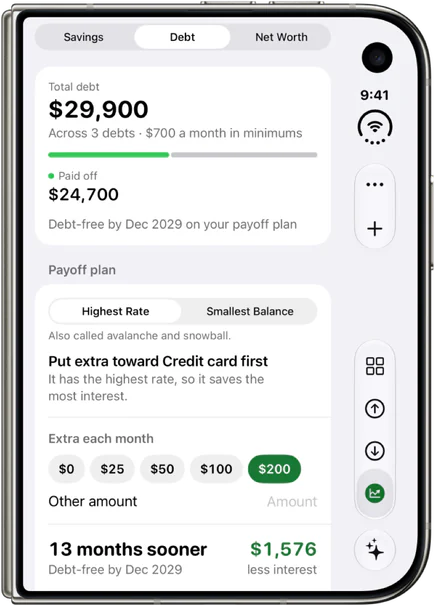 Savings Debt Net Worth
9:41
Total debt
$29,900
Across 3 debts · $700 a month in minimums
Paid off
$24,700
Debt-free by Dec 2029 on your payoff plan
Payoff plan
Highest Rate Smallest Balance
Also called avalanche and snowball.
Put extra toward Credit card first
It has the highest rate, so it saves the
most interest.
Extra each month
$0 $25 $50 $100 $200
Other amount Amount
13 months sooner $1,576
Debt-free by Dec 2029 less interest